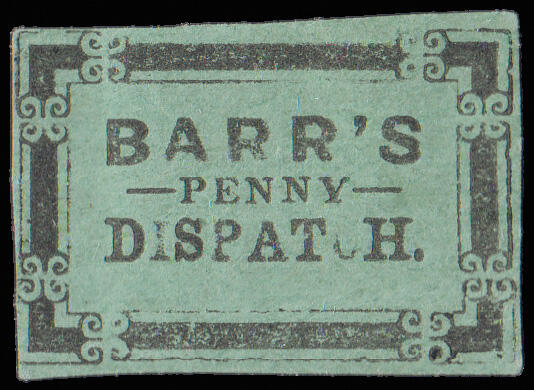 BARR'S
—PENNY—
DISPATCH.